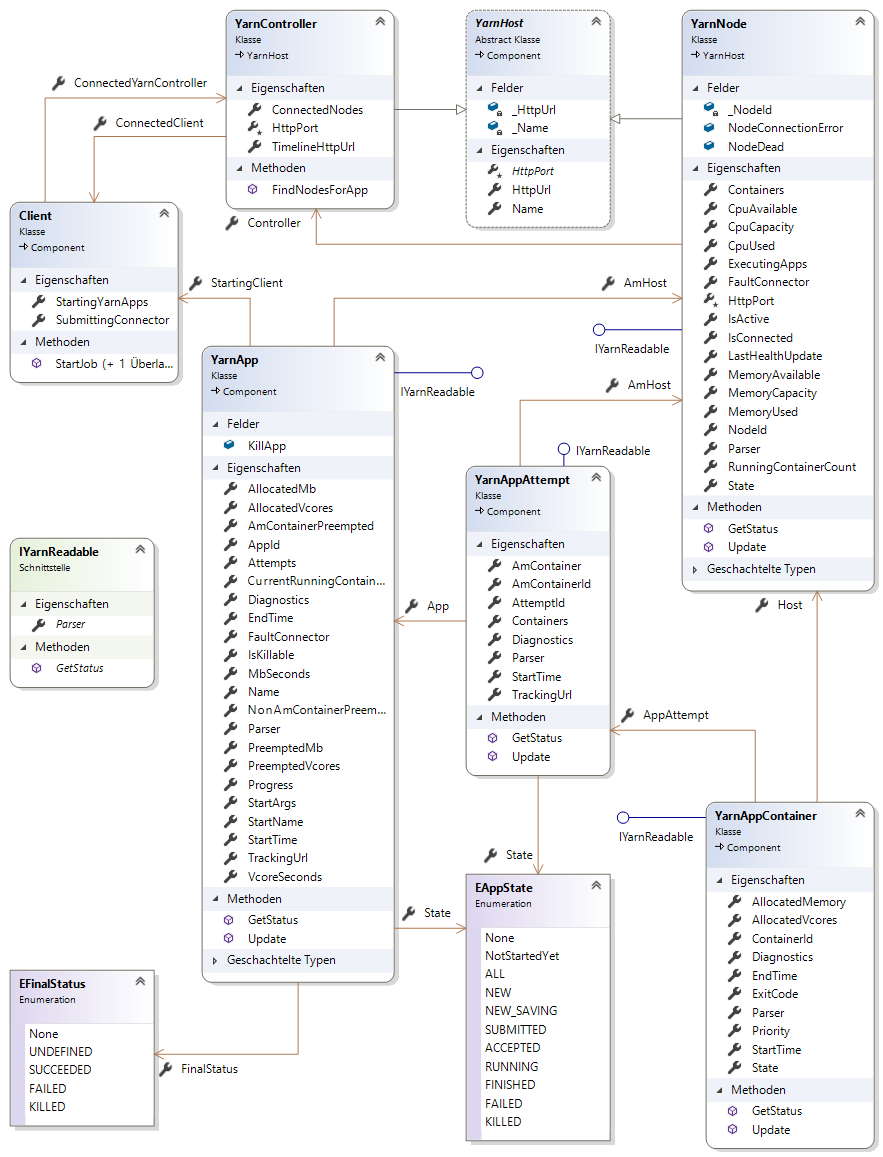 YarnController
Klasse
YarnHost
Eigenschaften
ConnectedNodes
HttpPort
TimelineHttpUrl
Methoden
FindNodesForApp
YarnHost
Abstract Klasse
Component
Felder
_HttpUrl
_Name
Eigenschaften
HttpPort
HttpUrl
Name
YarnNode
Klasse
YarnHost
Felder
_NodeId
NodeConnectionError
NodeDead
Eigenschaften
Containers
CpuAvailable
CpuCapacity
CpuUsed
ExecutingApps
FaultConnector
HttpPort
IsActive
IsConnected
LastHealthUpdate
MemoryAvailable
MemoryCapacity
MemoryUsed
NodeId
Parser
RunningContainerCount
State
Methoden
GetStatus
Update
Geschachtelte Typen
ConnectedYarnController
ConnectedClient
Controller
Client
Klasse
Component
Eigenschaften
StartingYarnApps
SubmittingConnector
Methoden
StartJob (+ 1 Überla...
StartingClient
AmHost
IYarnReadable
YarnApp
Klasse
Component
Felder
KillApp
Eigenschaften
AllocatedMb
AllocatedVcores
AmContainerPreempted
AppId
Attempts
CurrentRunningContain...
Diagnostics
EndTime
FaultConnector
IsKillable
MbSeconds
Name
NonAmContainerPreem...
Parser
PreemptedMb
PreemptedVcores
Progress
StartArgs
StartName
StartTime
TrackingUrl
VcoreSeconds
Methoden
GetStatus
Update
Geschachtelte Typen
IYarnReadable
AmHost
IYarnReadable
YarnAppAttempt
Klasse
Component
Eigenschaften
AmContainer
AmContainerId
AttemptId
Containers
Diagnostics
Parser
StartTime
TrackingUrl
Methoden
GetStatus
Update
IYarnReadable
Schnittstelle
Eigenschaften
Parser
Methoden
GetStatus
App
Host
AppAttempt
IYarnReadable
YarnAppContainer
Klasse
Component
Eigenschaften
AllocatedMemory
AllocatedVcores
ContainerId
Diagnostics
EndTime
ExitCode
Parser
Priority
StartTime
State
Methoden
GetStatus
Update
State
State
EAppState
Enumeration
None
NotStartedYet
ALL
NEW
NEW_SAVING
SUBMITTED
ACCEPTED
RUNNING
FINISHED
FAILED
KILLED
EFinalStatus
Enumeration
None
UNDEFINED
SUCCEEDED
FAILED
KILLED
FinalStatus